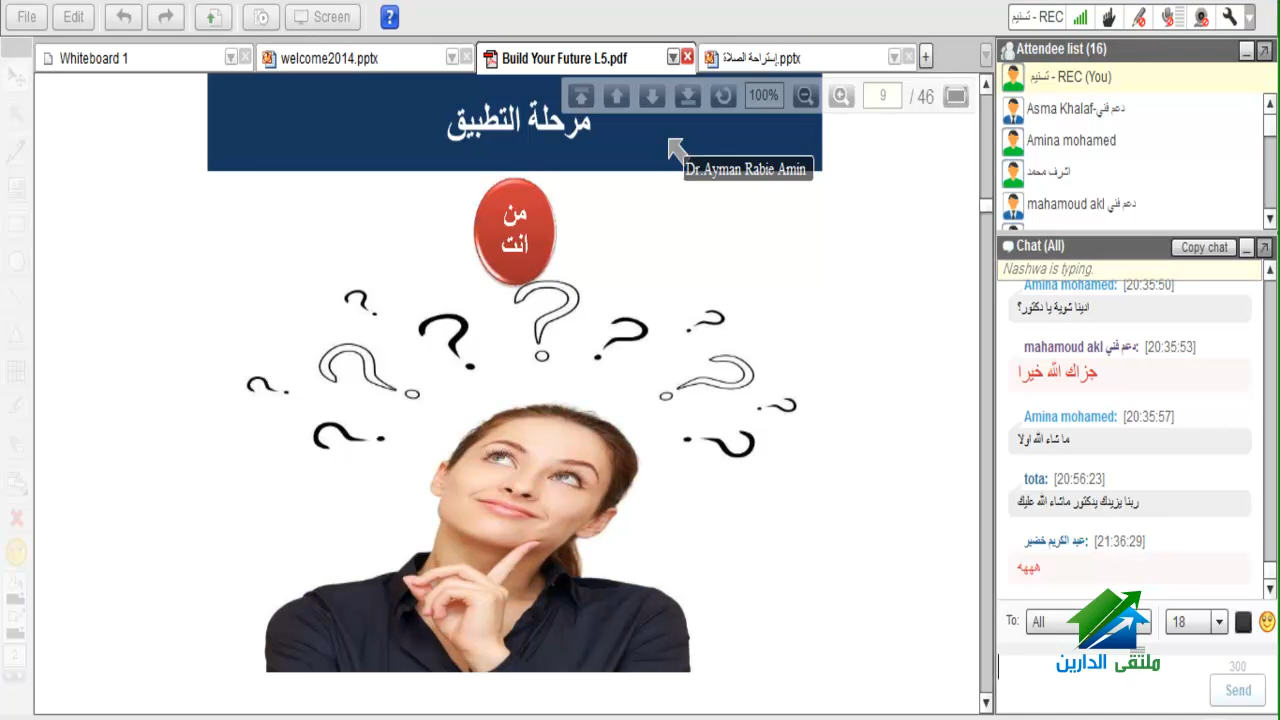 File
Edit
Screen
?
تسنيم - REC
Whiteboard 1
welcome2014.pptx
Build Your Future L5.pdf
إستراحة الصلاة.pptx
100%
9 / 46
مرحلة التطبيق
Dr.Ayman Rabie Amin
من
انت
Attendee list (16)
تسنيم - REC (You)
Asma Khalaf-دعم فني
Amina mohamed
اشرف محمد
mahamoud akl دعم فني
Chat (All)
Copy chat
Nashwa is typing.
Amina mohamed: [20:35:50]
ادينا شوية يا دكتور؟
mahamoud akl دعم فني: [20:35:53]
جزاك الله خيرا
Amina mohamed: [20:35:57]
ما شاء الله اولا
tota: [20:56:23]
ربنا يزيدك يدكتور ماشاء الله عليك
عبد الكريم خضير: [21:36:29]
هههه
To:
All
18
ملتقى الدارين
300
Send
2